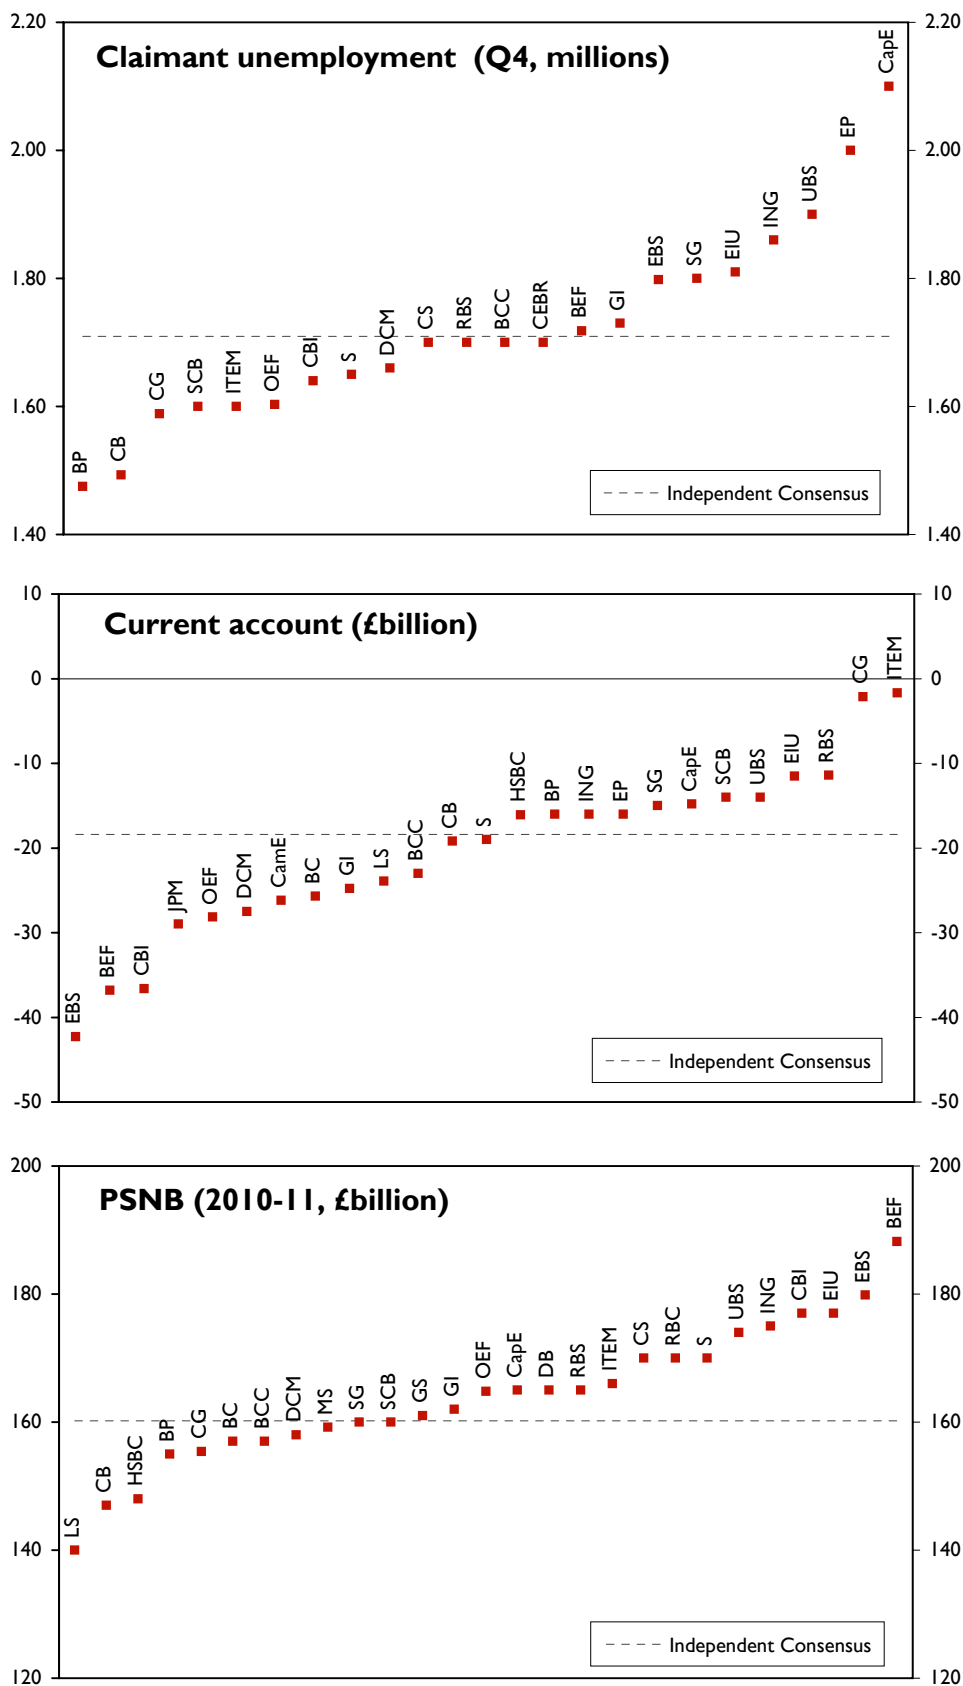 Claimant unemployment (Q4, millions)
2.20 2.20
2.00 2.00
1.80 1.80
1.60 1.60
1.40 1.40
BP CB CG SCB ITEM OEF CBI S DCM CS RBS BCC CEBR BEF GI EBS SG EIU ING UBS EP CapE
Independent Consensus
Current account (£billion)
10 10
0 0
-10 -10
-20 -20
-30 -30
-40 -40
-50 -50
EBS BEF CBI JPM OEF DCM CamE BC GI LS BCC CB S HSBC BP ING EP SG CapE SCB UBS EIU RBS CG ITEM
Independent Consensus
PSNB (2010-11, £billion)
200 200
180 180
160 160
140 140
120 120
LS CB HSBC BP CG BC BCC DCM MS SG SCB GS GI OEF CapE DB RBS ITEM CS RBC S UBS ING CBI EIU EBS BEF
Independent Consensus